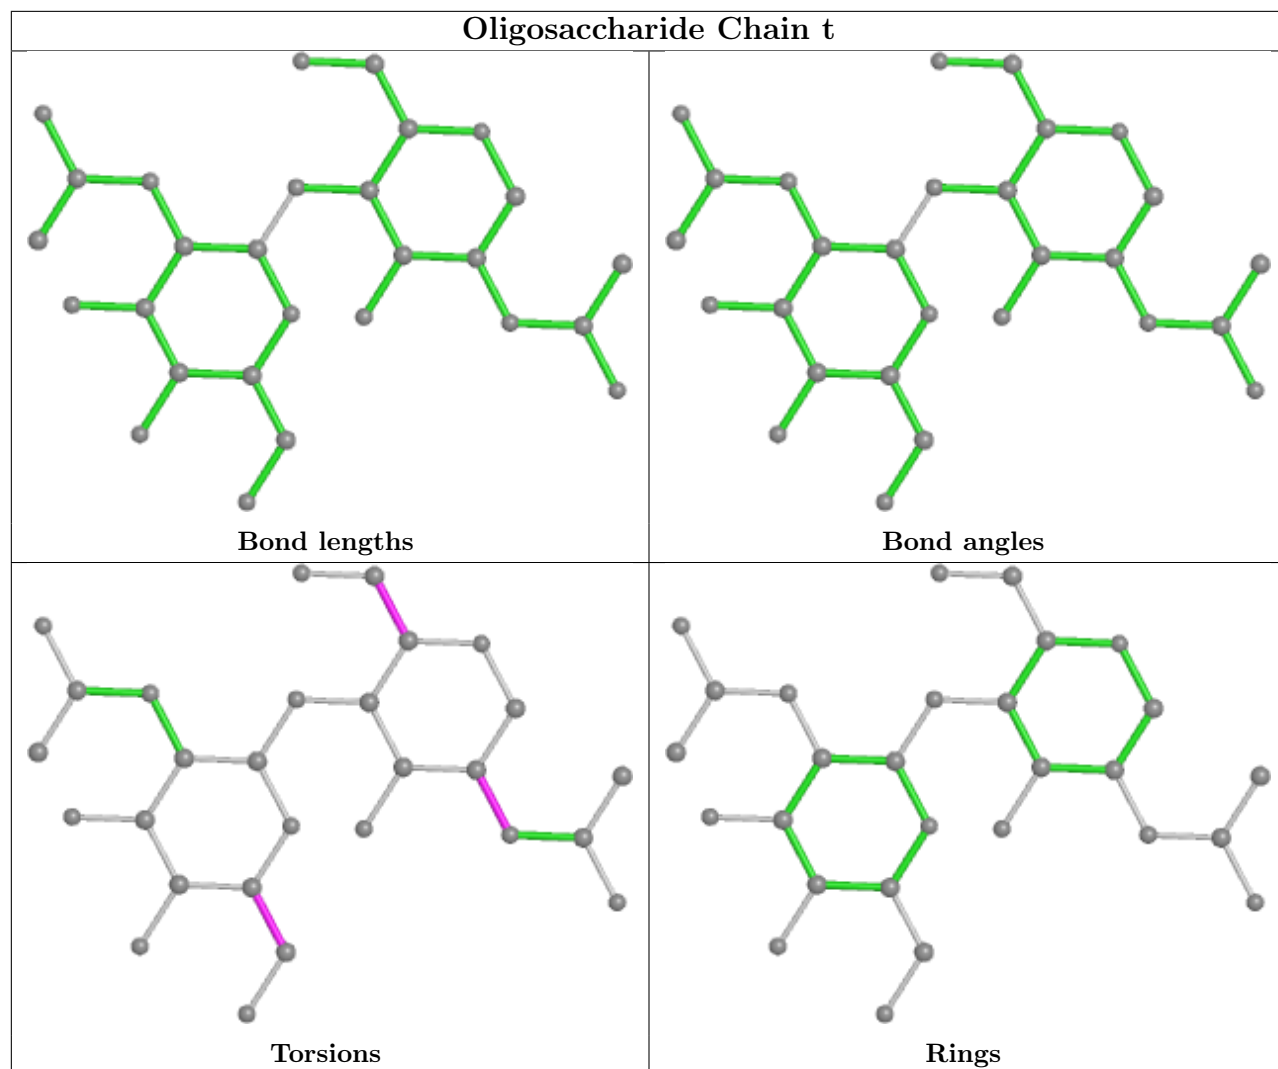 Oligosaccharide Chain t
Bond lengths
Bond angles
Torsions
Rings